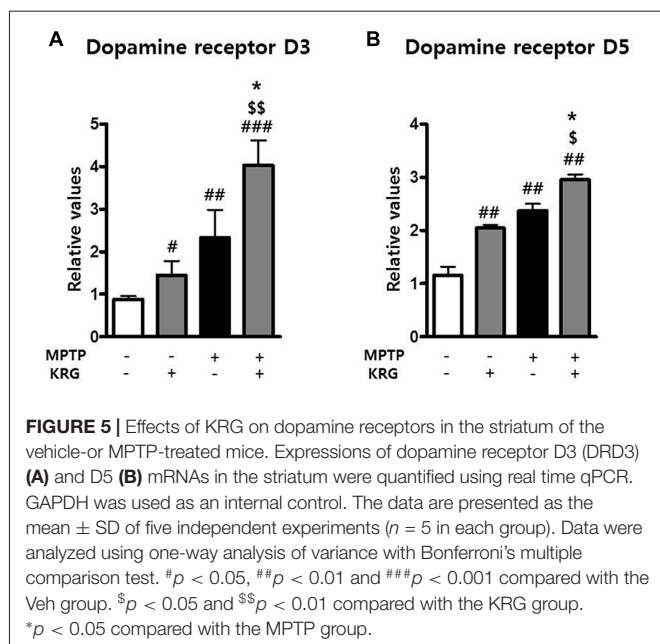 A Dopamine receptor D3
B Dopamine receptor D5
*
$$
###
##
#
5
4
3
2
1
0
Relative values
MPTP - - + +
KRG - + - +
*
$
##
##
##
4
3
2
1
0
Relative values
MPTP - - + +
KRG - + - +
FIGURE 5 | Effects of KRG on dopamine receptors in the striatum of the
vehicle-or MPTP-treated mice. Expressions of dopamine receptor D3 (DRD3)
(A) and D5 (B) mRNAs in the striatum were quantified using real time qPCR.
GAPDH was used as an internal control. The data are presented as the
mean ± SD of five independent experiments (n = 5 in each group). Data were
analyzed using one-way analysis of variance with Bonferroni's multiple
comparison test. #p < 0.05, ##p < 0.01 and ###p < 0.001 compared with the
Veh group. $p < 0.05 and $$p < 0.01 compared with the KRG group.
*p < 0.05 compared with the MPTP group.